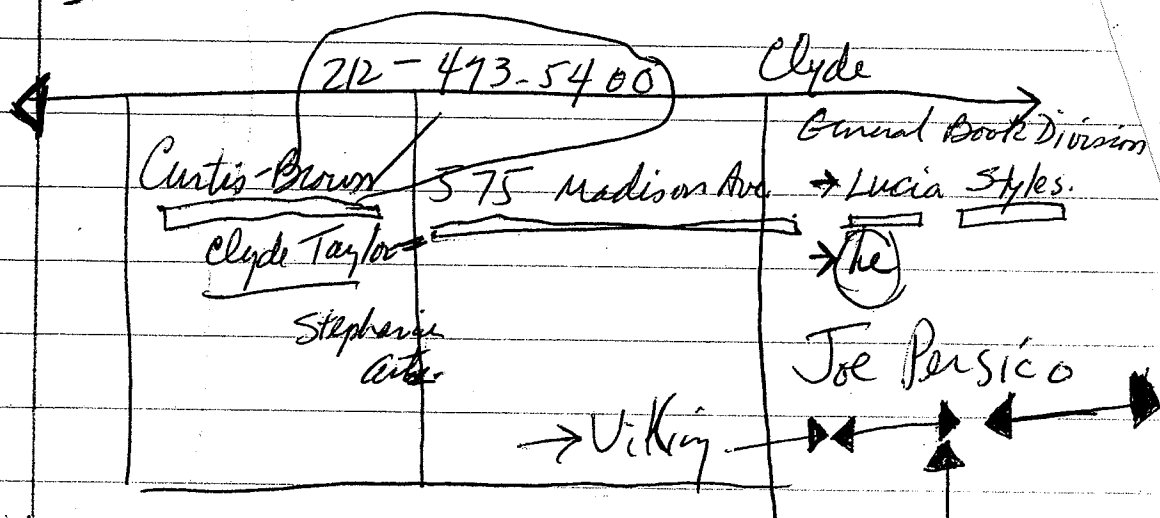 212-473-5400 Clyde
General Book Division
Curtis-Brown 575 Madison Ave → Lucia Styles.
Clyde Taylor → he
Stephanie
Joe Persico
→ Viking